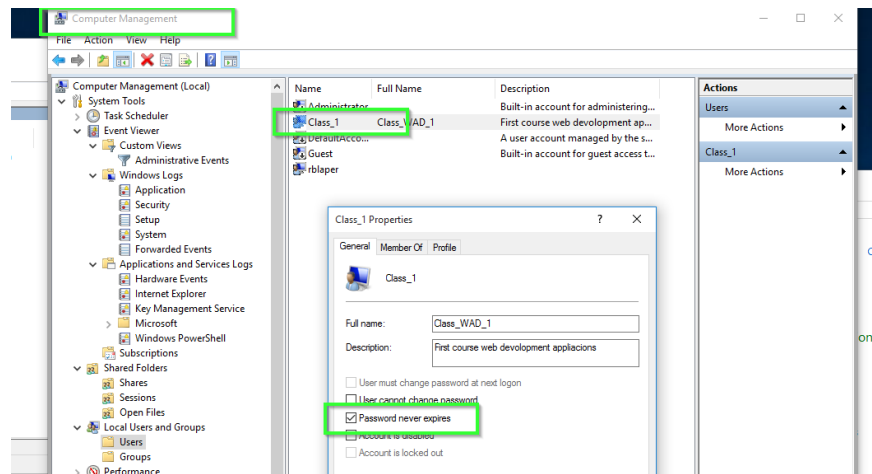 Computer Management
File Action View Help
Computer Management (Local)
System Tools
Task Scheduler
Event Viewer
Custom Views
Administrative Events
Windows Logs
Application
Security
Setup
System
Forwarded Events
Applications and Services Logs
Hardware Events
Internet Explorer
Key Management Service
Microsoft
Windows PowerShell
Subscriptions
Shared Folders
Shares
Sessions
Open Files
Local Users and Groups
Users
Groups
Performance
Name Full Name Description
Administrator Built-in account for administering...
Class_1 Class_WAD_1 First course web devolopment ap...
DefaultAcco... A user account managed by the s...
Guest Built-in account for guest access t...
rblaper
Actions
Users
More Actions
Class_1
More Actions
Class_1 Properties ?
General Member Of Profile
Class_1
Full name: Class_WAD_1
Description: First course web devolopment appliacions
User must change password at next logon
User cannot change password
Password never expires
Account is disabled
Account is locked out